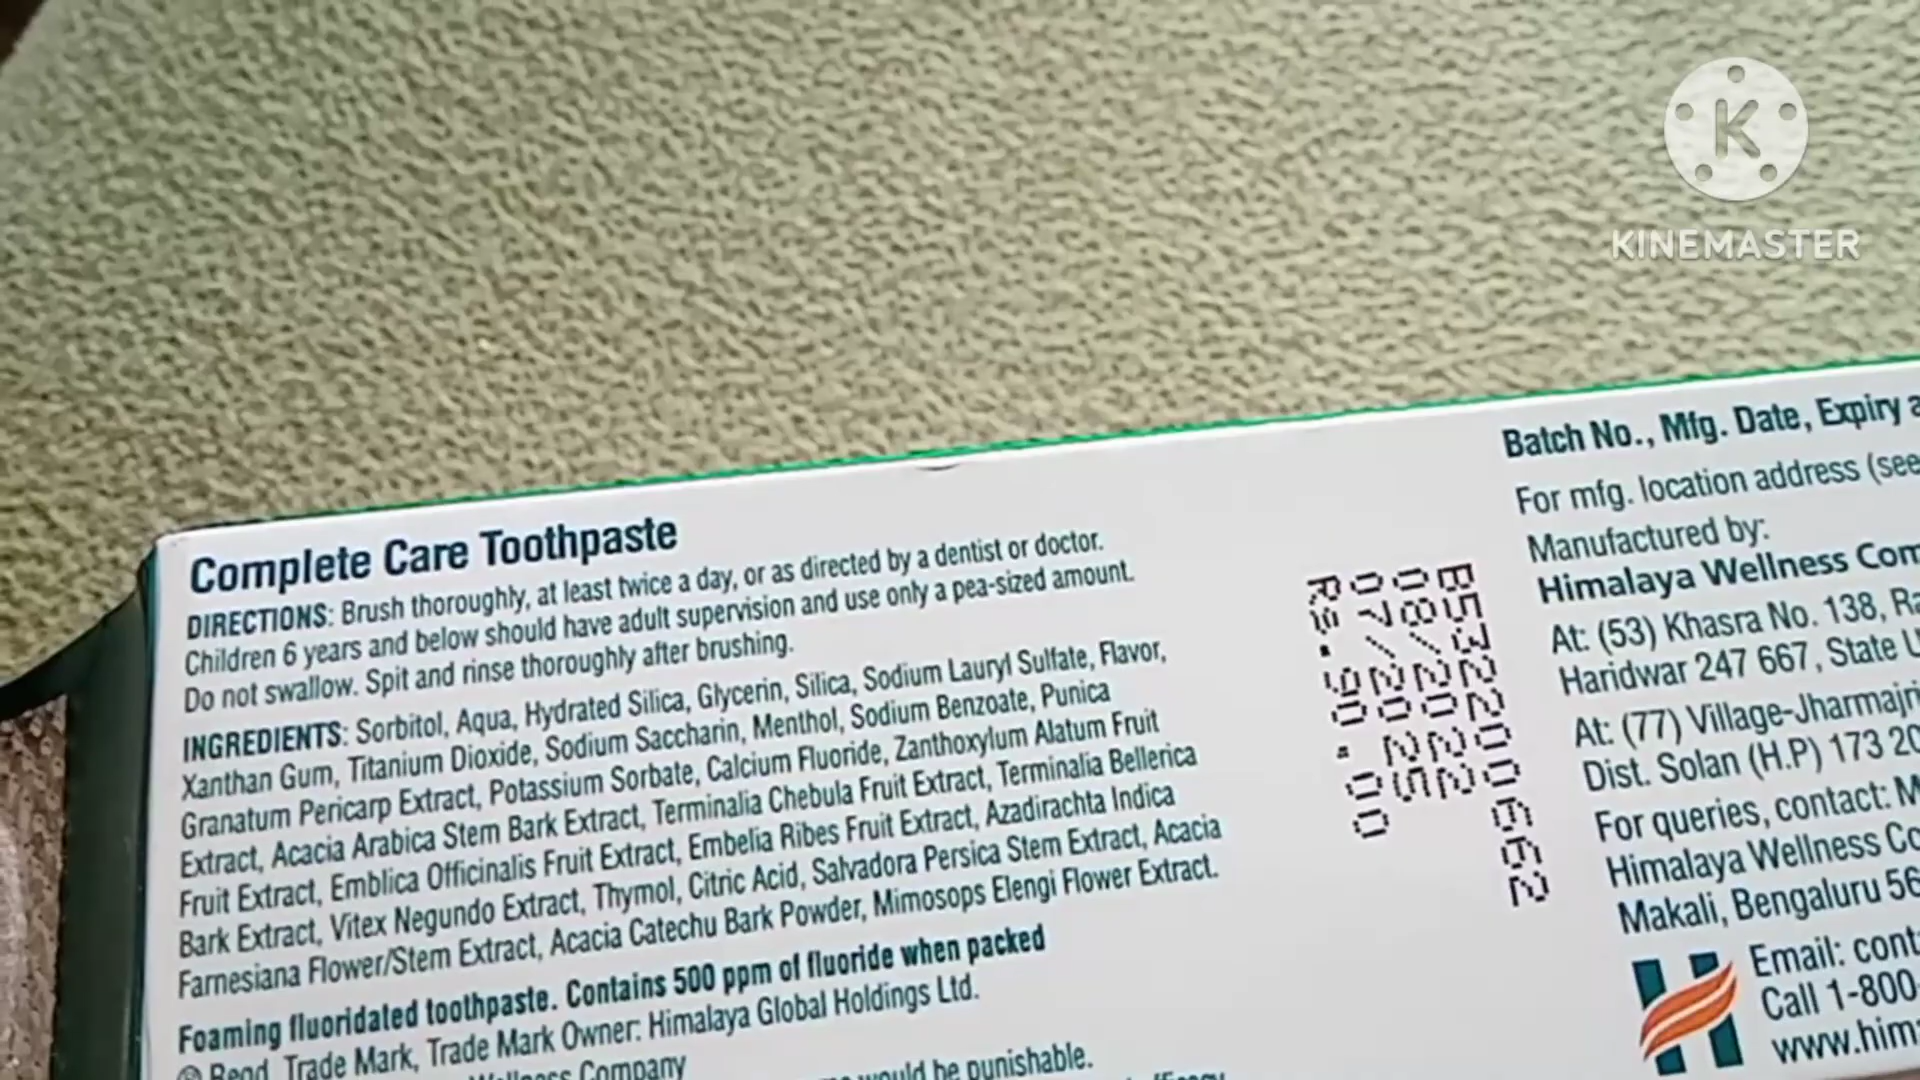 KINEMASTER
Complete Care Toothpaste
DIRECTIONS: Brush thoroughly, at least twice a day, or as directed by a dentist or doctor.
Children 6 years and below should have adult supervision and use only a pea-sized amount.
Do not swallow. Spit and rinse thoroughly after brushing.
INGREDIENTS: Sorbitol, Aqua, Hydrated Silica, Glycerin, Silica, Sodium Lauryl Sulfate, Flavor,
Xanthan Gum, Titanium Dioxide, Sodium Saccharin, Menthol, Sodium Benzoate, Punica
Granatum Pericarp Extract, Potassium Sorbate, Calcium Fluoride, Zanthoxylum Alatum Fruit
Extract, Acacia Arabica Stem Bark Extract, Terminalia Chebula Fruit Extract, Terminalia Bellerica
Fruit Extract, Emblica Officinalis Fruit Extract, Embelia Ribes Fruit Extract, Azadirachta Indica
Bark Extract, Vitex Negundo Extract, Thymol, Citric Acid, Salvadora Persica Stem Extract, Acacia
Farnesiana Flower/Stem Extract, Acacia Catechu Bark Powder, Mimosops Elengi Flower Extract.
Foaming fluoridated toothpaste. Contains 500 ppm of fluoride when packed
® Regd. Trade Mark, Trade Mark Owner: Himalaya Global Holdings Ltd.
Wellness Company
would be punishable.
B532200662
08/2022
07/2025
Rs.90.00
Batch No., Mfg. Date, Expiry
For mfg. location address (see
Manufactured by:
Himalaya Wellness Com
At: (53) Khasra No. 138, Ra
Haridwar 247 667, State U
At: (77) Village-Jharmajri
Dist. Solan (H.P) 173 20
For queries, contact: M
Himalaya Wellness Co
Makali, Bengaluru 56
Email: cont
Call 1-800
www.hima